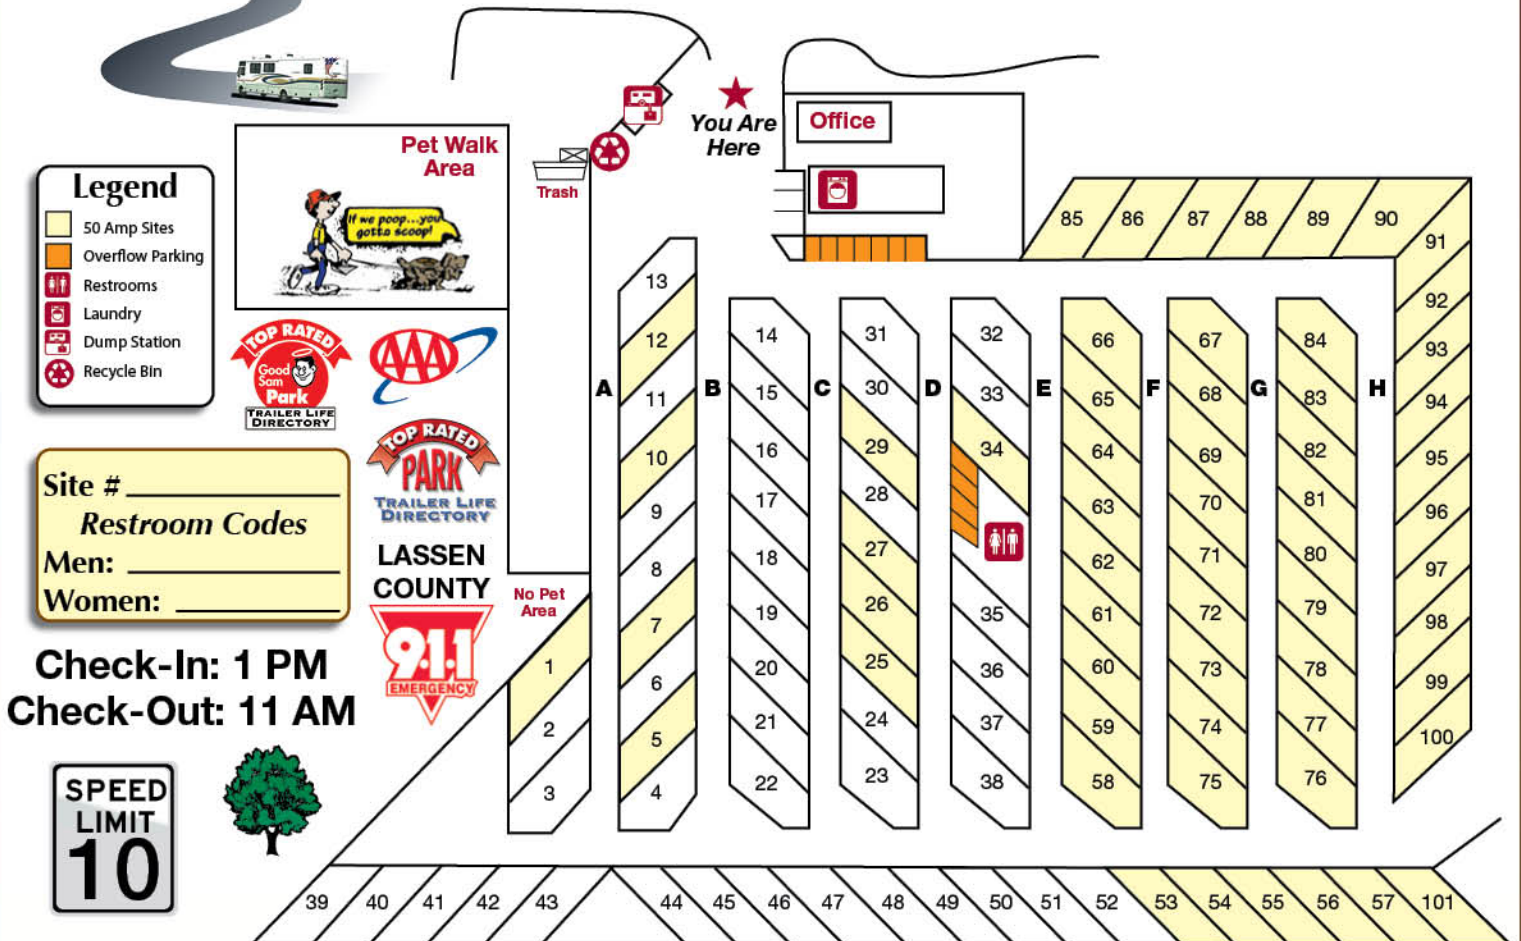 Pet Walk
Area
If we poop...you
gotta scoop!
Trash
You Are
Here
Office
Legend
50 Amp Sites
Overflow Parking
Restrooms
Laundry
Dump Station
Recycle Bin
TOP RATED
Good
Sam
Park
TRAILER LIFE
DIRECTORY
AAA
TOP RATED
PARK
TRAILER LIFE
DIRECTORY
Site #
Restroom Codes
Men:
Women:
LASSEN
COUNTY
9-1-1
EMERGENCY
No Pet
Area
Check-In: 1 PM
Check-Out: 11 AM
SPEED
LIMIT
10
A B C D E F G H
1
2
3
13
12
11
10
9
8
7
6
5
4
14
15
16
17
18
19
20
21
22
31
30
29
28
27
26
25
24
23
32
33
34
35
36
37
38
66
65
64
63
62
61
60
59
58
67
68
69
70
71
72
73
74
75
84
83
82
81
80
79
78
77
76
85 86 87 88 89 90
91
92
93
94
95
96
97
98
99
100
39 40 41 42 43 44 45 46 47 48 49 50 51 52 53 54 55 56 57 101